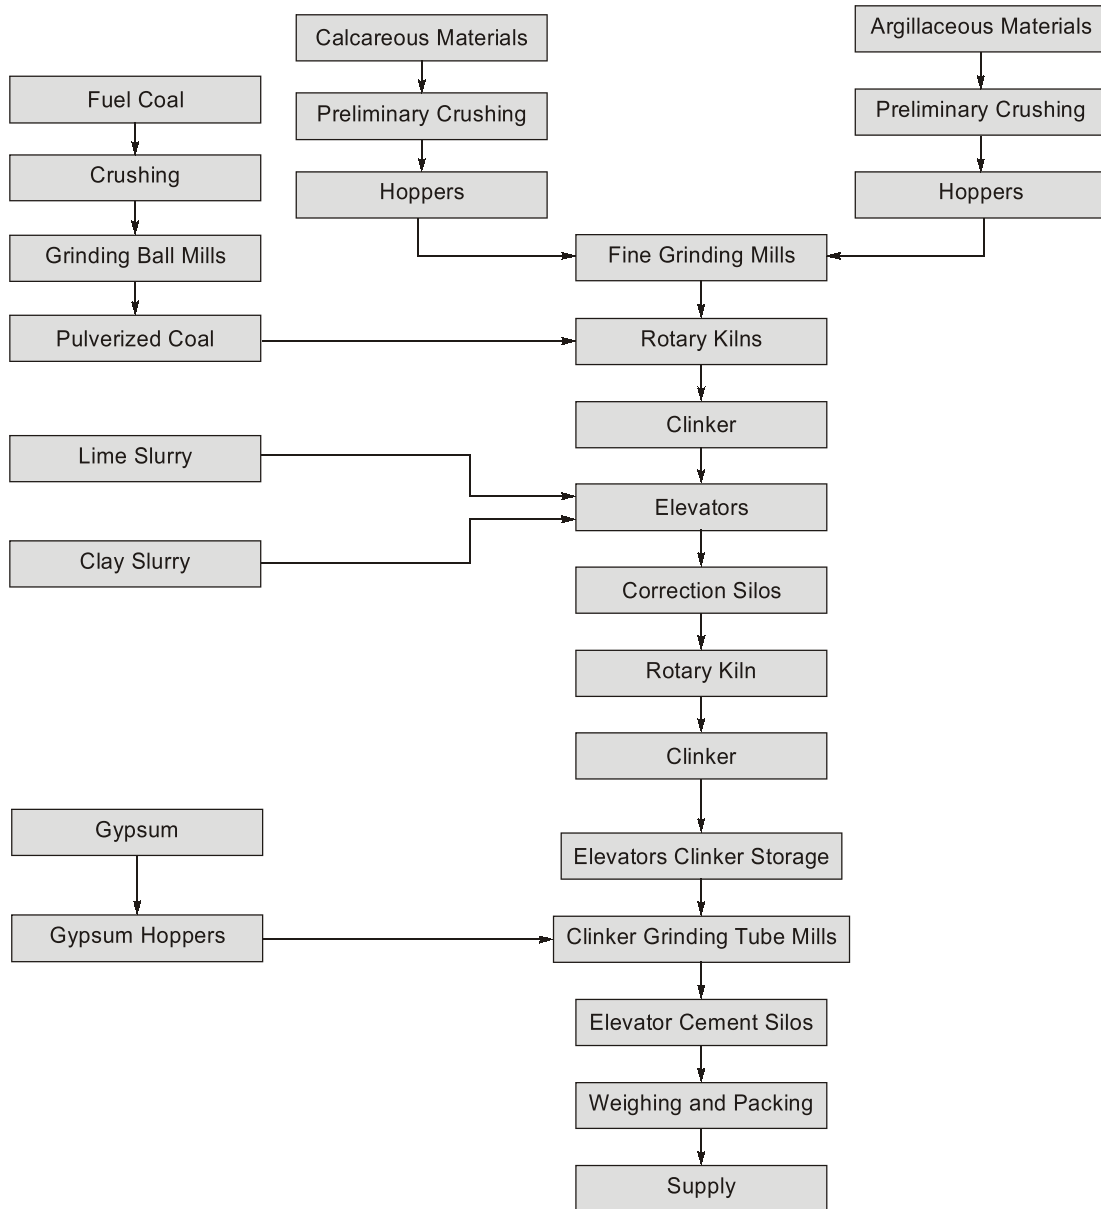 Calcareous Materials
Argillaceous Materials
Fuel Coal
Preliminary Crushing
Preliminary Crushing
Crushing
Hoppers
Hoppers
Grinding Ball Mills
Fine Grinding Mills
Pulverized Coal
Rotary Kilns
Clinker
Lime Slurry
Elevators
Clay Slurry
Correction Silos
Rotary Kiln
Clinker
Gypsum
Elevators Clinker Storage
Gypsum Hoppers
Clinker Grinding Tube Mills
Elevator Cement Silos
Weighing and Packing
Supply